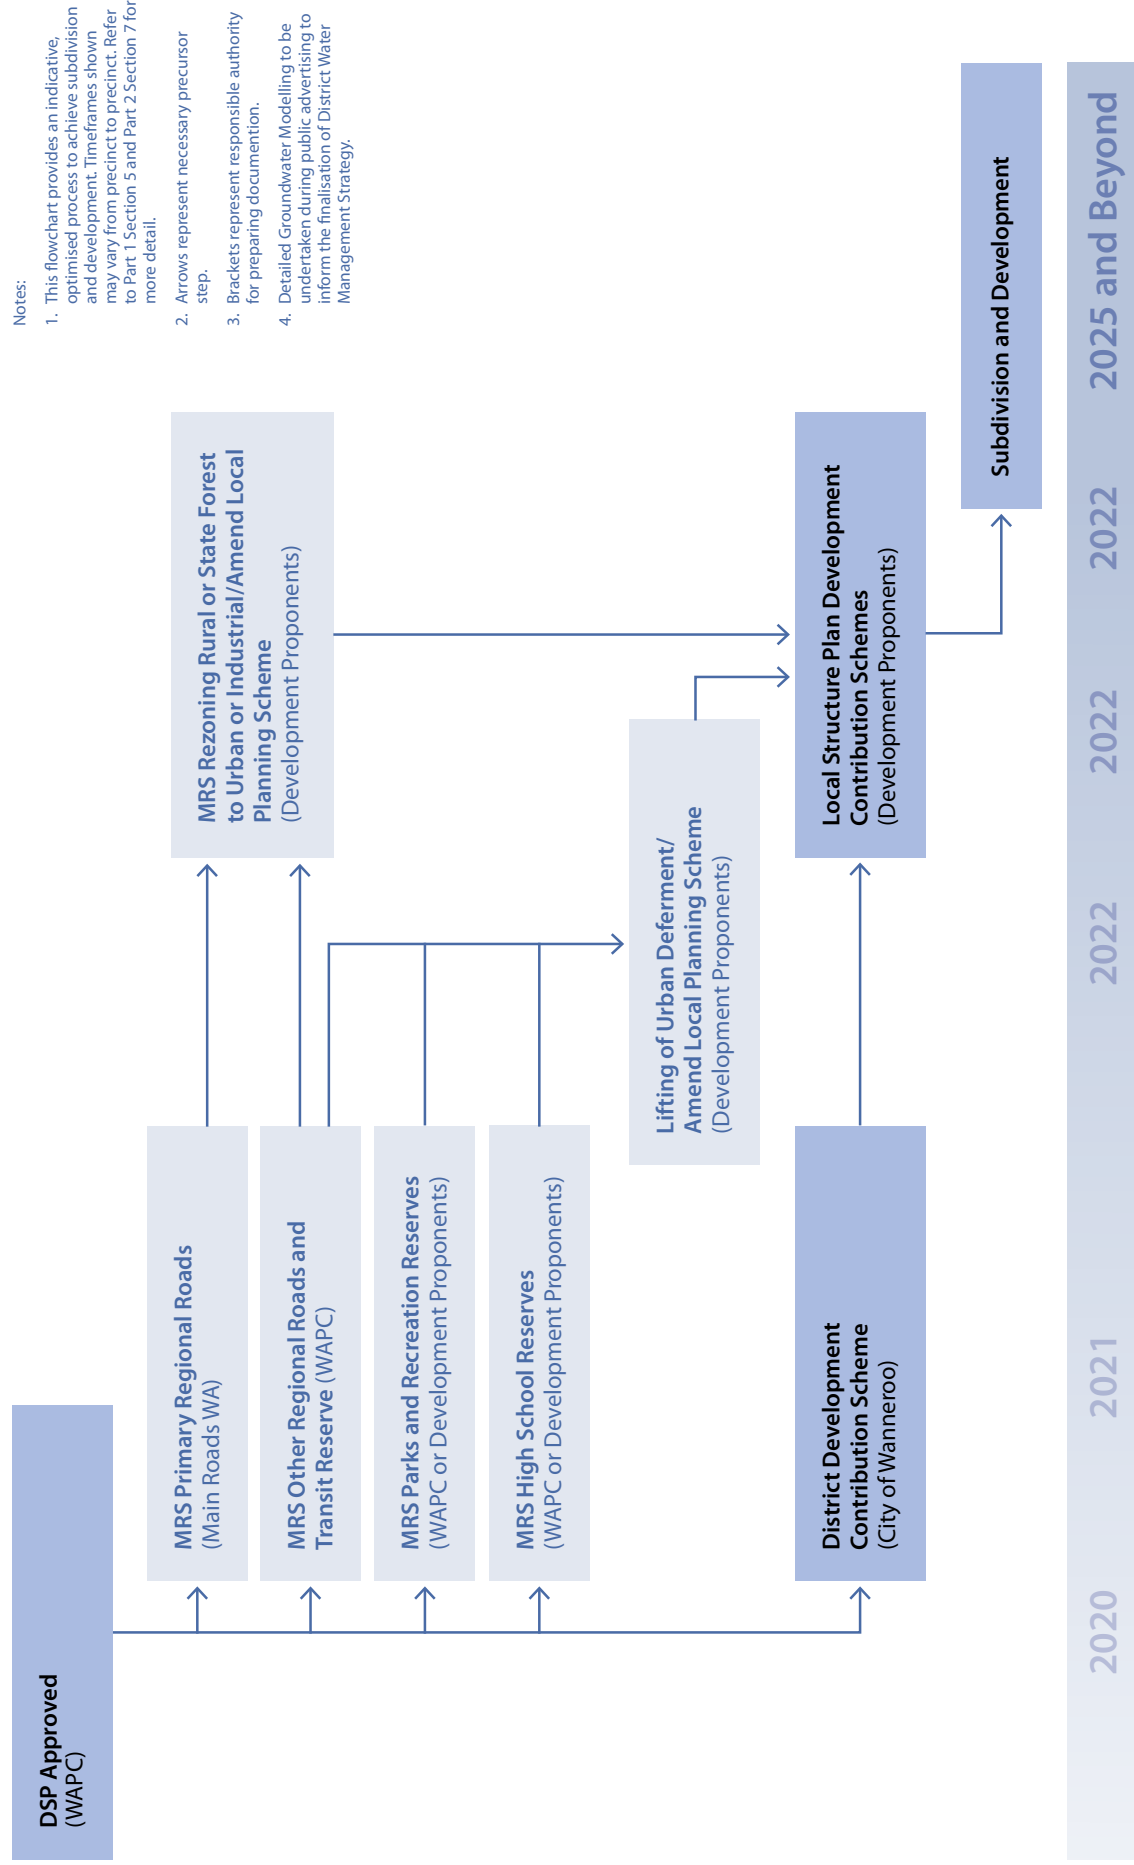 DSP Approved
(WAPC)
MRS Primary Regional Roads
(Main Roads WA)
MRS Other Regional Roads and
Transit Reserve (WAPC)
MRS Parks and Recreation Reserves
(WAPC or Development Proponents)
MRS High School Reserves
(WAPC or Development Proponents)
District Development
Contribution Scheme
(City of Wanneroo)
MRS Rezoning Rural or State Forest
to Urban or Industrial/Amend Local
Planning Scheme
(Development Proponents)
Lifting of Urban Deferment/
Amend Local Planning Scheme
(Development Proponents)
Local Structure Plan Development
Contribution Schemes
(Development Proponents)
Subdivision and Development
Notes:
1. This flowchart provides an indicative,
optimised process to achieve subdivision
and development. Timeframes shown
may vary from precinct to precinct. Refer
to Part 1 Section 5 and Part 2 Section 7 for
more detail.
2. Arrows represent necessary precursor
step.
3. Brackets represent responsible authority
for preparing documention.
4. Detailed Groundwater Modelling to be
undertaken during public advertising to
inform the finalisation of District Water
Management Strategy.
2020
2021
2022
2022
2022
2025 and Beyond